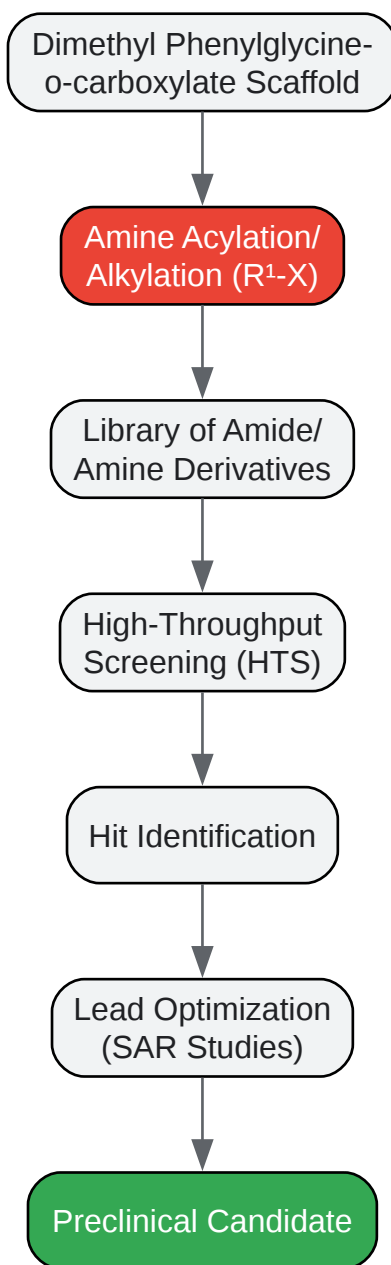 Dimethyl Phenylglycine-
o-carboxylate Scaffold
Amine Acylation/
Alkylation (R¹-X)
Library of Amide/
Amine Derivatives
High-Throughput
Screening (HTS)
Hit Identification
Lead Optimization
(SAR Studies)
Preclinical Candidate